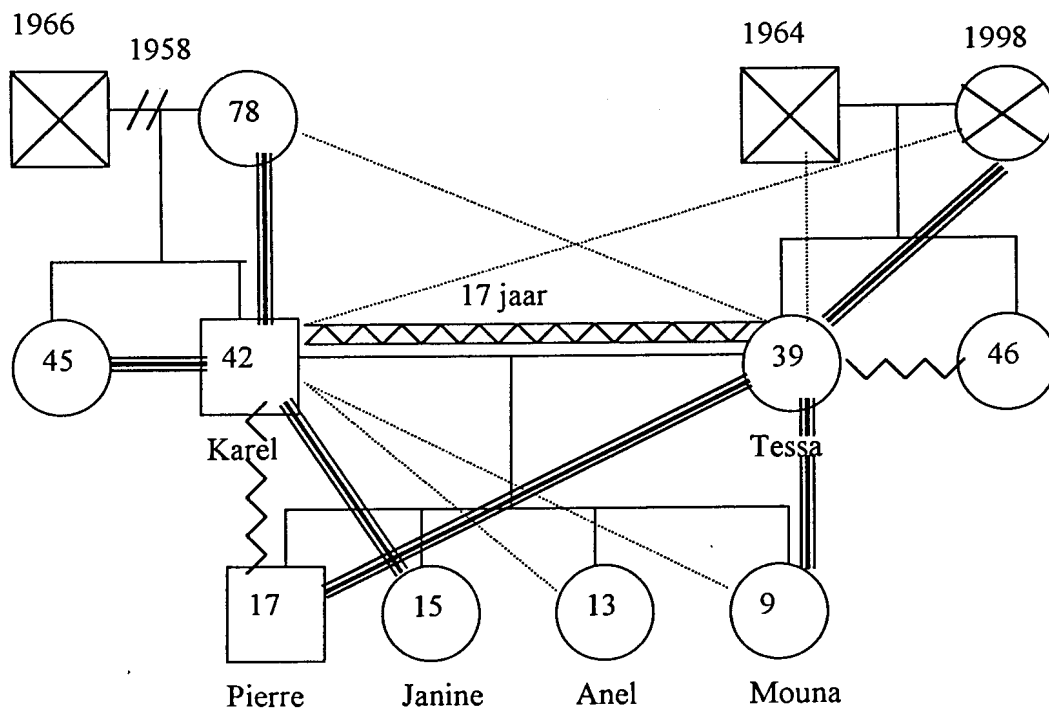 1966
1958
1964
1998
78
17 jaar
45
42
39
46
Karel
Tessa
17
15
13
9
Pierre
Janine
Anel
Mouna